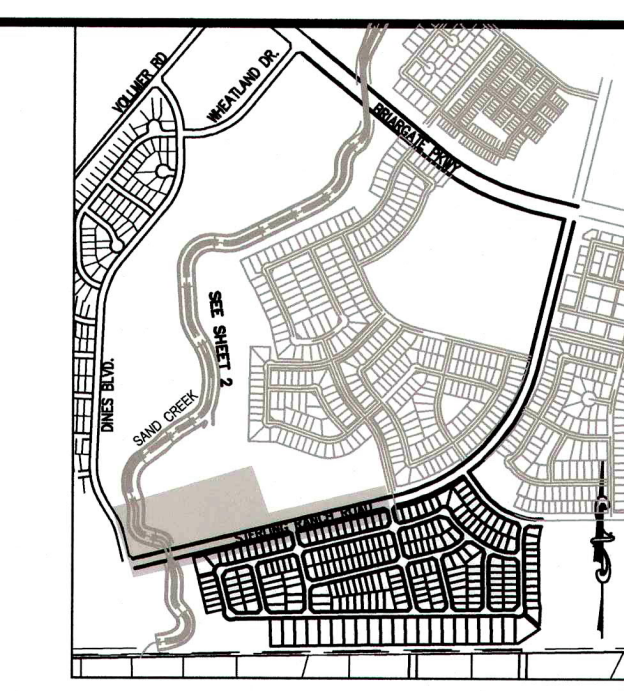 VOLLMER RD
WHEATLAND DR.
BRIARGATE PKWY
SEE SHEET 2
DINES BLVD.
SAND CREEK
STERLING RANCH ROAD